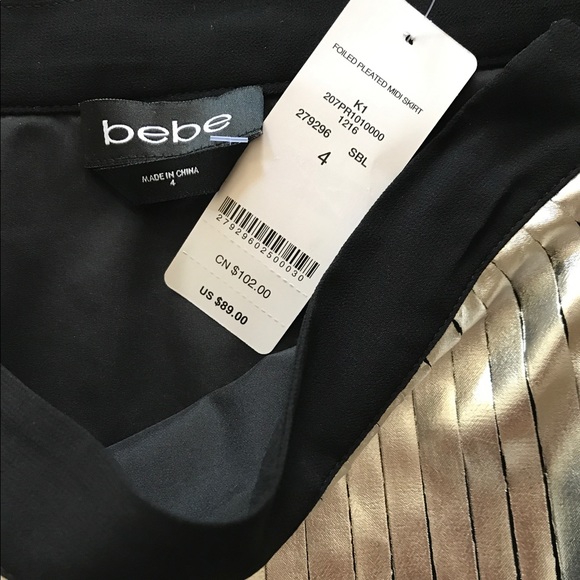 bebe
MADE IN CHINA
4
FOILED PLEATED MIDI SKIRT
K1
207PR1010000
1216
279296 SBL
4
27929602500030
CN $102.00
US $89.00